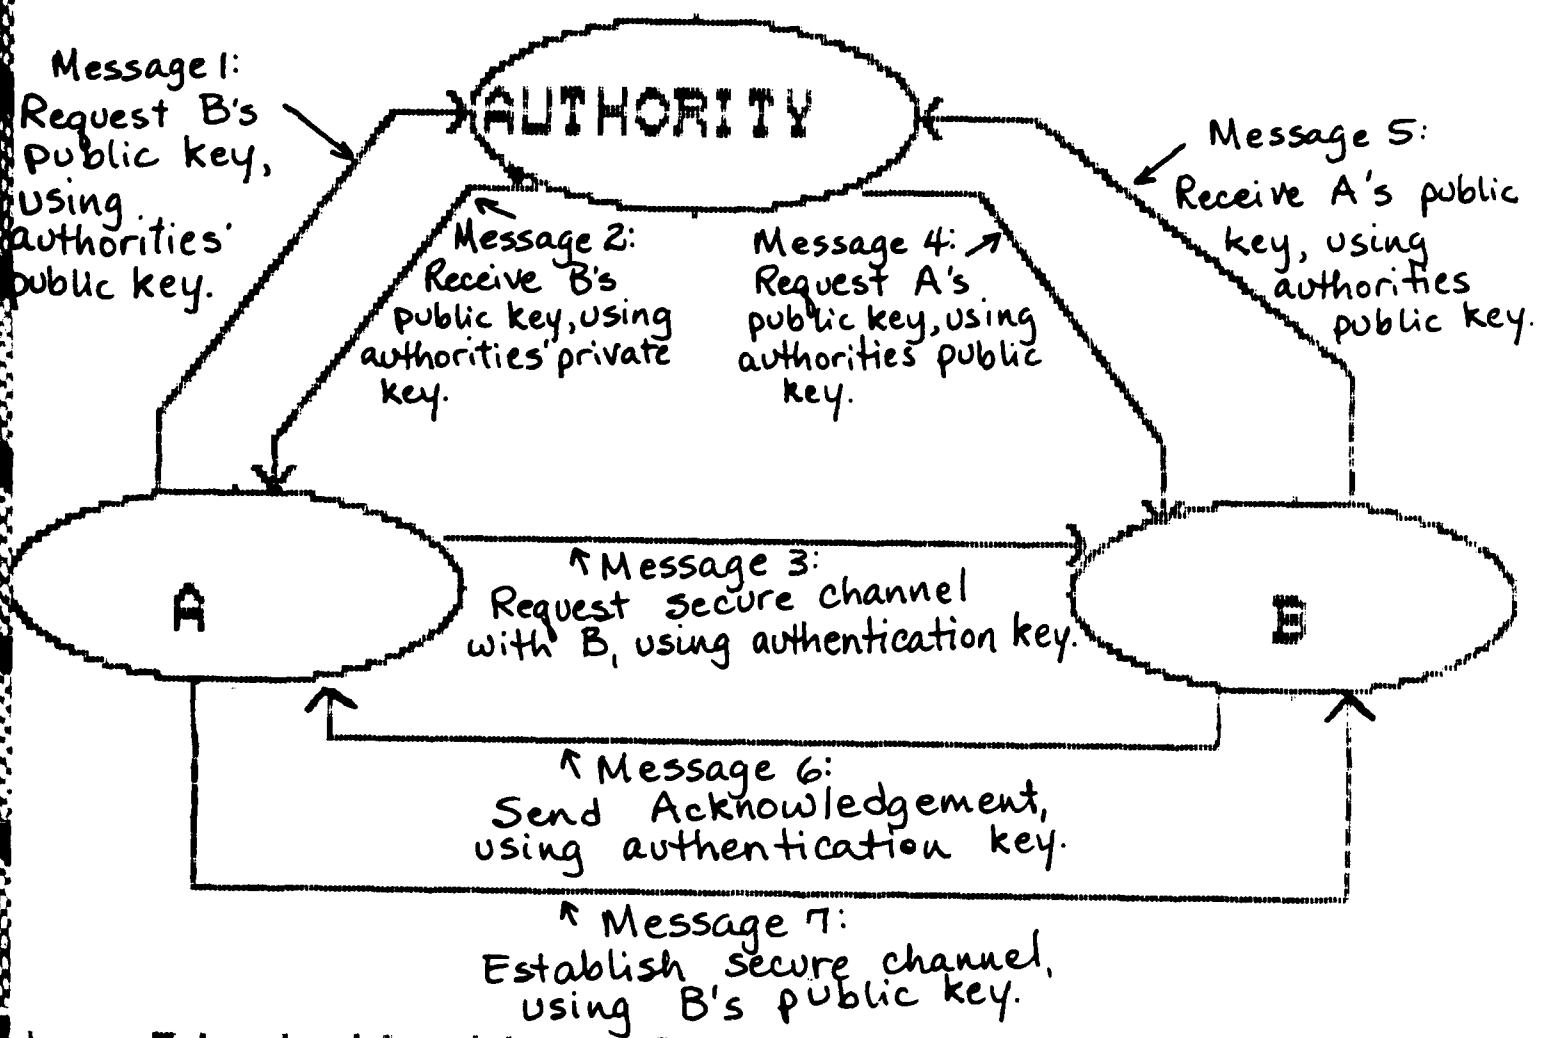 Message 1:
Request B's
public key,
using
authorities'
public key.
AUTHORITY
Message 2:
Receive B's
public key, using
authorities' private
key.
Message 4:
Request A's
public key, using
authorities public
key.
Message 5:
Receive A's public
key, using
authorities
public key.
A
Message 3:
Request secure channel
with B, using authentication key.
B
Message 6:
Send Acknowledgement,
using authentication key.
Message 7:
Establish secure channel,
using B's public key.